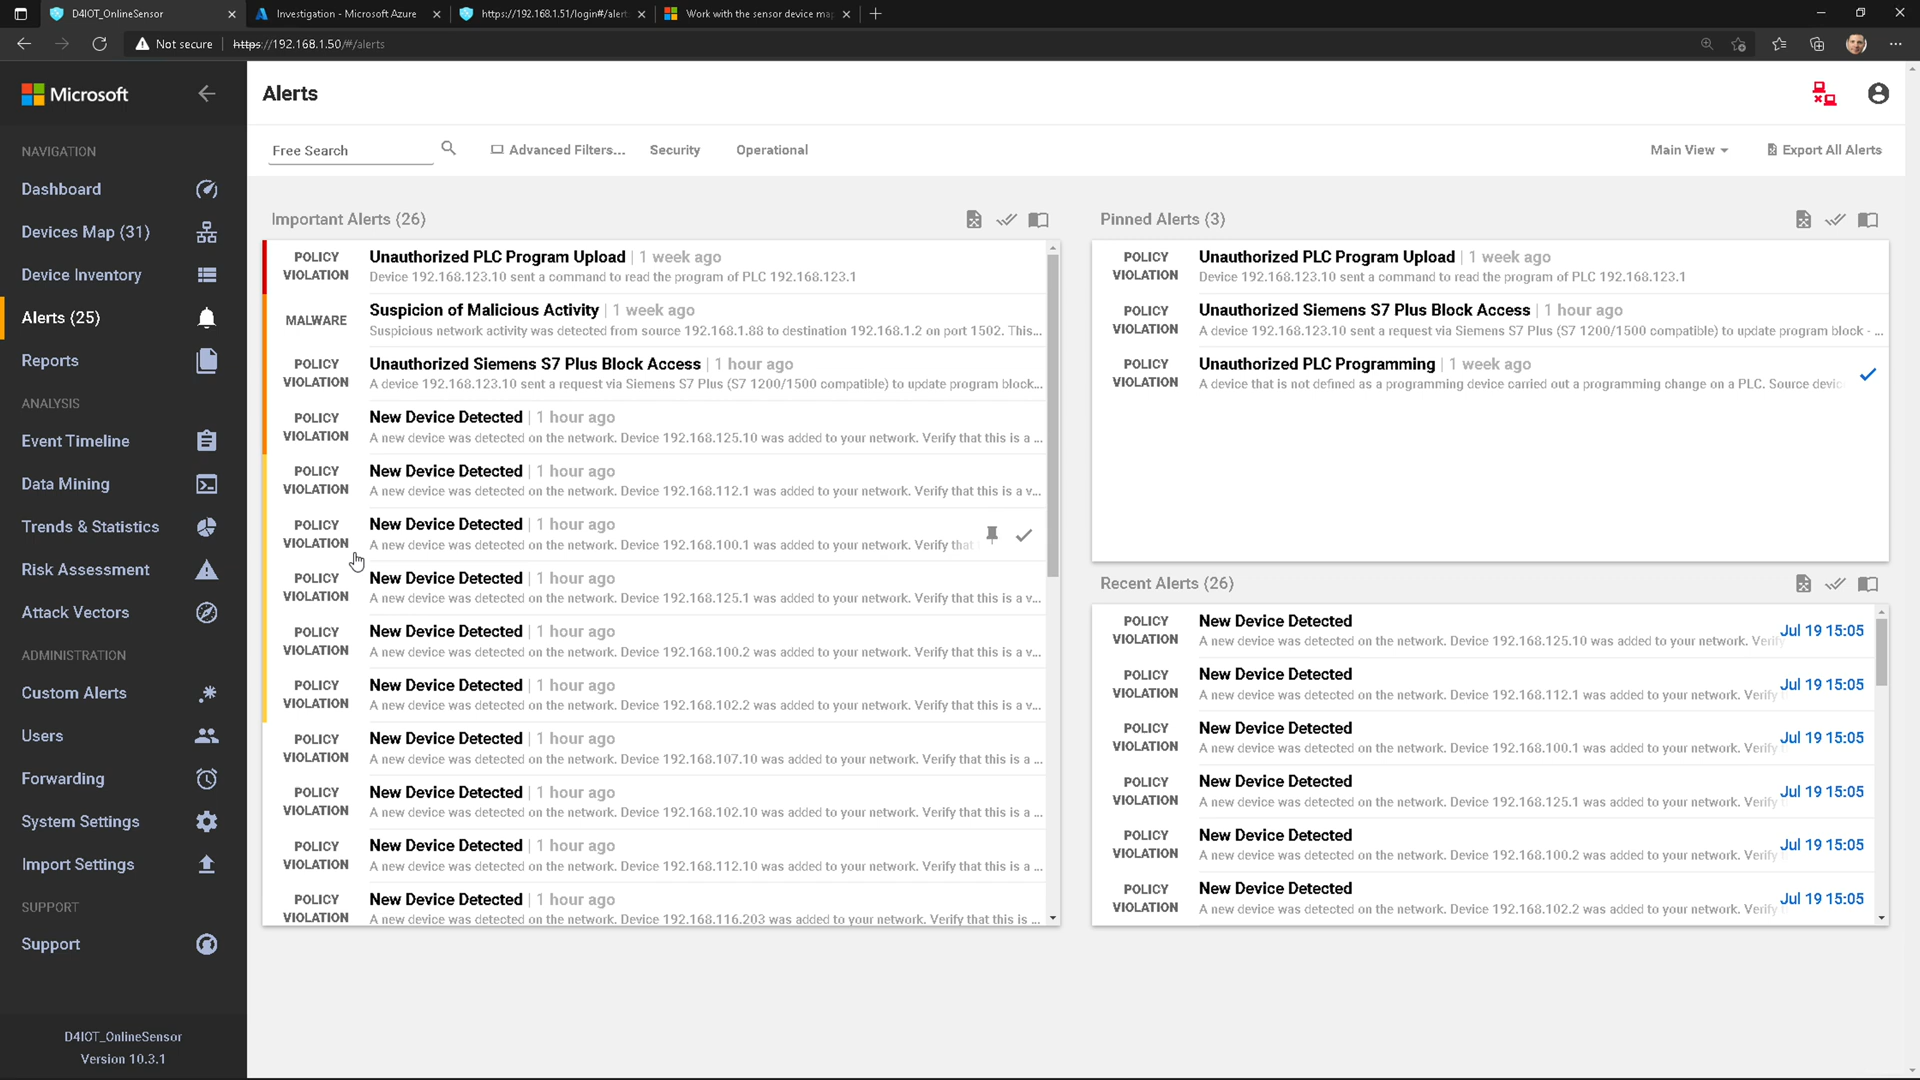 D4IOT_OnlineSensor
Investigation - Microsoft Azure
https://192.168.1.51/login#/alert
Work with the sensor device ma
Not secure
https://192.168.1.50/#/alerts
Microsoft
NAVIGATION
Dashboard
Devices Map (31)
Device Inventory
Alerts (25)
Reports
ANALYSIS
Event Timeline
Data Mining
Trends & Statistics
Risk Assessment
Attack Vectors
ADMINISTRATION
Custom Alerts
Users
Forwarding
System Settings
Import Settings
SUPPORT
Support
D4IOT_OnlineSensor
Version 10.3.1
Alerts
Free Search
Advanced Filters...
Security
Operational
Main View
Export All Alerts
Important Alerts (26)
POLICY VIOLATION
Unauthorized PLC Program Upload | 1 week ago
Device 192.168.123.10 sent a command to read the program of PLC 192.168.123.1
MALWARE
Suspicion of Malicious Activity | 1 week ago
Suspicious network activity was detected from source 192.168.1.88 to destination 192.168.1.2 on port 1502. This...
POLICY VIOLATION
Unauthorized Siemens S7 Plus Block Access | 1 hour ago
A device 192.168.123.10 sent a request via Siemens S7 Plus (S7 1200/1500 compatible) to update program block...
POLICY VIOLATION
New Device Detected | 1 hour ago
A new device was detected on the network. Device 192.168.125.10 was added to your network. Verify that this is a ...
POLICY VIOLATION
New Device Detected | 1 hour ago
A new device was detected on the network. Device 192.168.112.1 was added to your network. Verify that this is a v...
POLICY VIOLATION
New Device Detected | 1 hour ago
A new device was detected on the network. Device 192.168.100.1 was added to your network. Verify that
POLICY VIOLATION
New Device Detected | 1 hour ago
A new device was detected on the network. Device 192.168.125.1 was added to your network. Verify that this is a v...
POLICY VIOLATION
New Device Detected | 1 hour ago
A new device was detected on the network. Device 192.168.100.2 was added to your network. Verify that this is a v...
POLICY VIOLATION
New Device Detected | 1 hour ago
A new device was detected on the network. Device 192.168.102.2 was added to your network. Verify that this is a v...
POLICY VIOLATION
New Device Detected | 1 hour ago
A new device was detected on the network. Device 192.168.107.10 was added to your network. Verify that this is a ...
POLICY VIOLATION
New Device Detected | 1 hour ago
A new device was detected on the network. Device 192.168.102.10 was added to your network. Verify that this is a ...
POLICY VIOLATION
New Device Detected | 1 hour ago
A new device was detected on the network. Device 192.168.112.10 was added to your network. Verify that this is a ...
POLICY VIOLATION
New Device Detected | 1 hour ago
A new device was detected on the network. Device 192.168.116.203 was added to your network. Verify that this is ...
Pinned Alerts (3)
POLICY VIOLATION
Unauthorized PLC Program Upload | 1 week ago
Device 192.168.123.10 sent a command to read the program of PLC 192.168.123.1
POLICY VIOLATION
Unauthorized Siemens S7 Plus Block Access | 1 hour ago
A device 192.168.123.10 sent a request via Siemens S7 Plus (S7 1200/1500 compatible) to update program block - ...
POLICY VIOLATION
Unauthorized PLC Programming | 1 week ago
A device that is not defined as a programming device carried out a programming change on a PLC. Source devic
Recent Alerts (26)
POLICY VIOLATION
New Device Detected
A new device was detected on the network. Device 192.168.125.10 was added to your network. Verif
Jul 19 15:05
POLICY VIOLATION
New Device Detected
A new device was detected on the network. Device 192.168.112.1 was added to your network. Verify
Jul 19 15:05
POLICY VIOLATION
New Device Detected
A new device was detected on the network. Device 192.168.100.1 was added to your network. Verify
Jul 19 15:05
POLICY VIOLATION
New Device Detected
A new device was detected on the network. Device 192.168.125.1 was added to your network. Verify
Jul 19 15:05
POLICY VIOLATION
New Device Detected
A new device was detected on the network. Device 192.168.100.2 was added to your network. Verify
Jul 19 15:05
POLICY VIOLATION
New Device Detected
A new device was detected on the network. Device 192.168.102.2 was added to your network. Verify
Jul 19 15:05